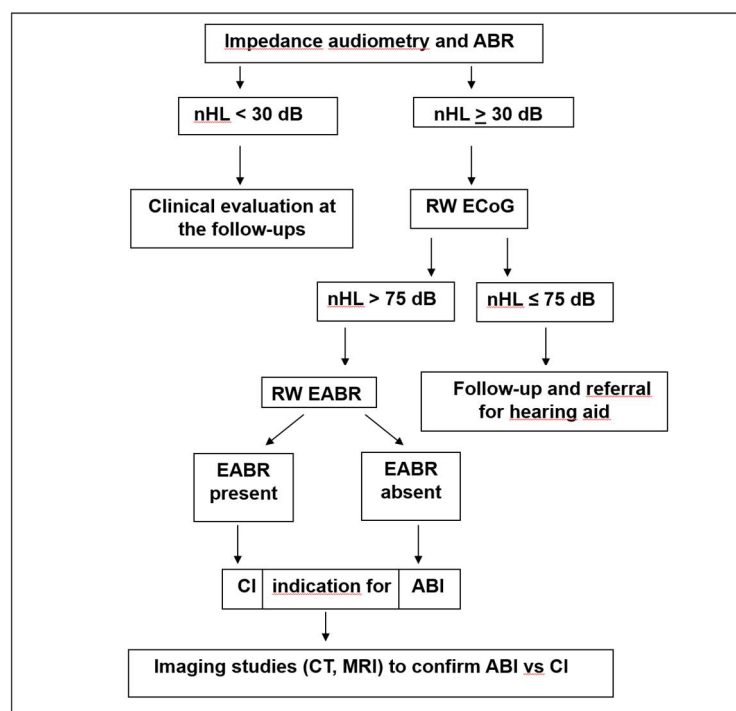 Impedance audiometry and ABR
nHL < 30 dB
nHL ≥ 30 dB
Clinical evaluation at
the follow-ups
RW ECoG
nHL > 75 dB
nHL ≤ 75 dB
RW EABR
Follow-up and referral
for hearing aid
EABR
present
EABR
absent
CI indication for ABI
Imaging studies (CT, MRI) to confirm ABI vs CI